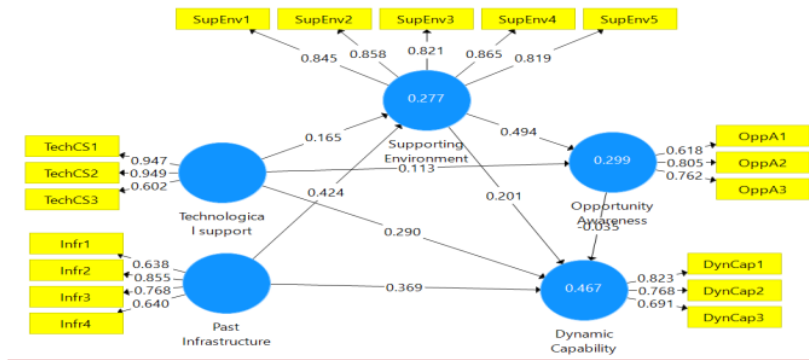 SupEnv1 SupEnv2 SupEnv3 SupEnv4 SupEnv5
0.845 0.858 0.821 0.865 0.819
0.277
Supporting
Environment
TechCS1
TechCS2
TechCS3
0.947
0.949
0.602
Technologica
l support
0.165
0.494
0.113
0.424
0.201
0.290
0.369
0.299
Opportunity
Awareness
0.618
0.805
0.762
OppA1
OppA2
OppA3
Infr1
Infr2
Infr3
Infr4
0.638
0.855
0.768
0.640
Past
Infrastructure
0.467
Dynamic
Capability
0.823
0.768
0.691
DynCap1
DynCap2
DynCap3